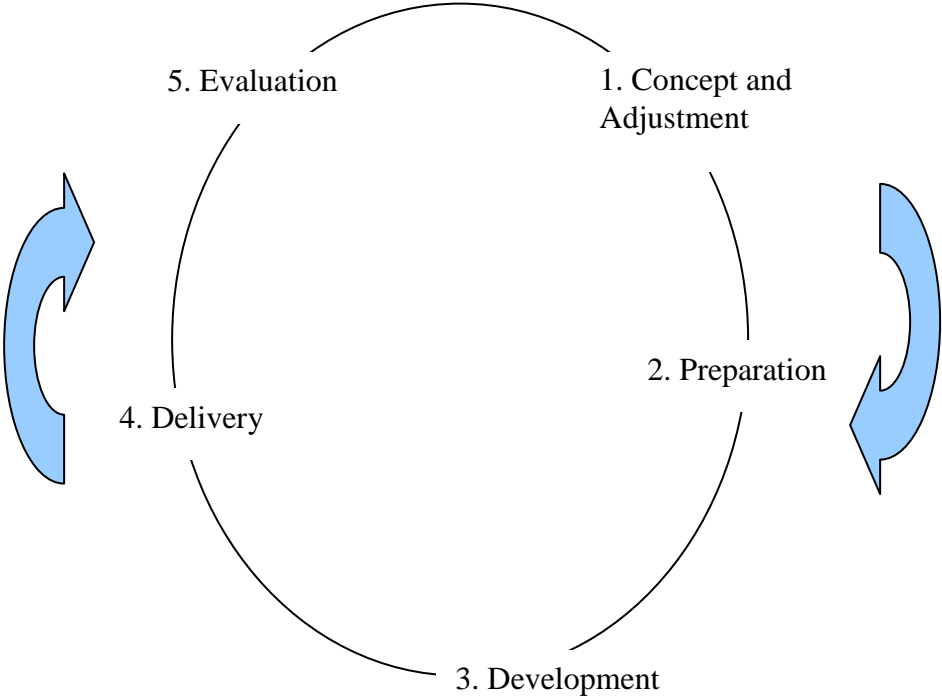 5. Evaluation
1. Concept and
Adjustment
2. Preparation
4. Delivery
3. Development